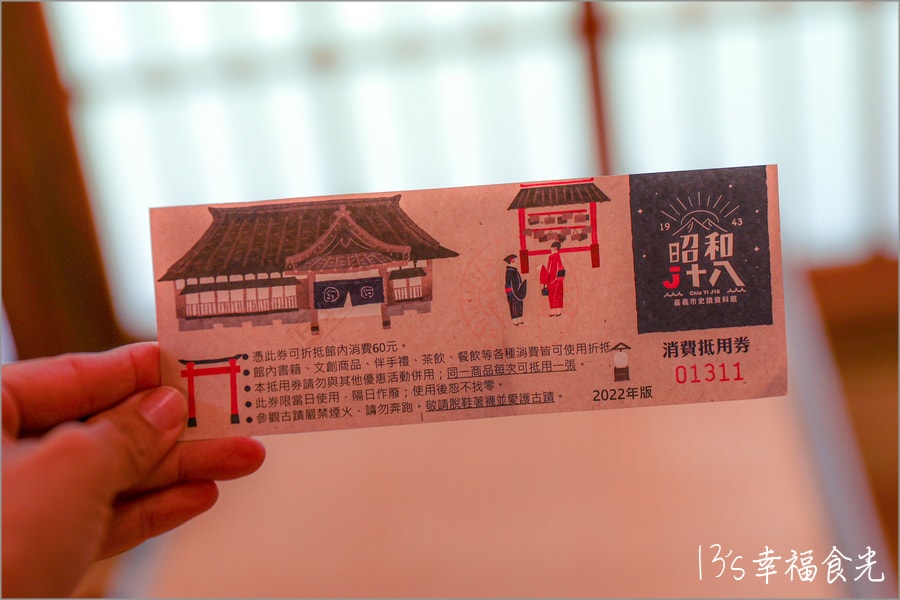 1943
昭和
J十八
Chia Yi J18
嘉義市史蹟資料館
消費抵用券
01311
2022年版
憑此券可折抵館內消費60元。
館內書籍、文創商品、伴手禮、茶飲、餐飲等各種消費皆可使用折抵
本抵用券請勿與其他優惠活動併用；同一商品每次可抵用一張。
此券限當日使用，隔日作廢；使用後恕不找零。
參觀古蹟嚴禁煙火、請勿奔跑。敬請脫鞋著襪並愛護古蹟。
13's幸福食光